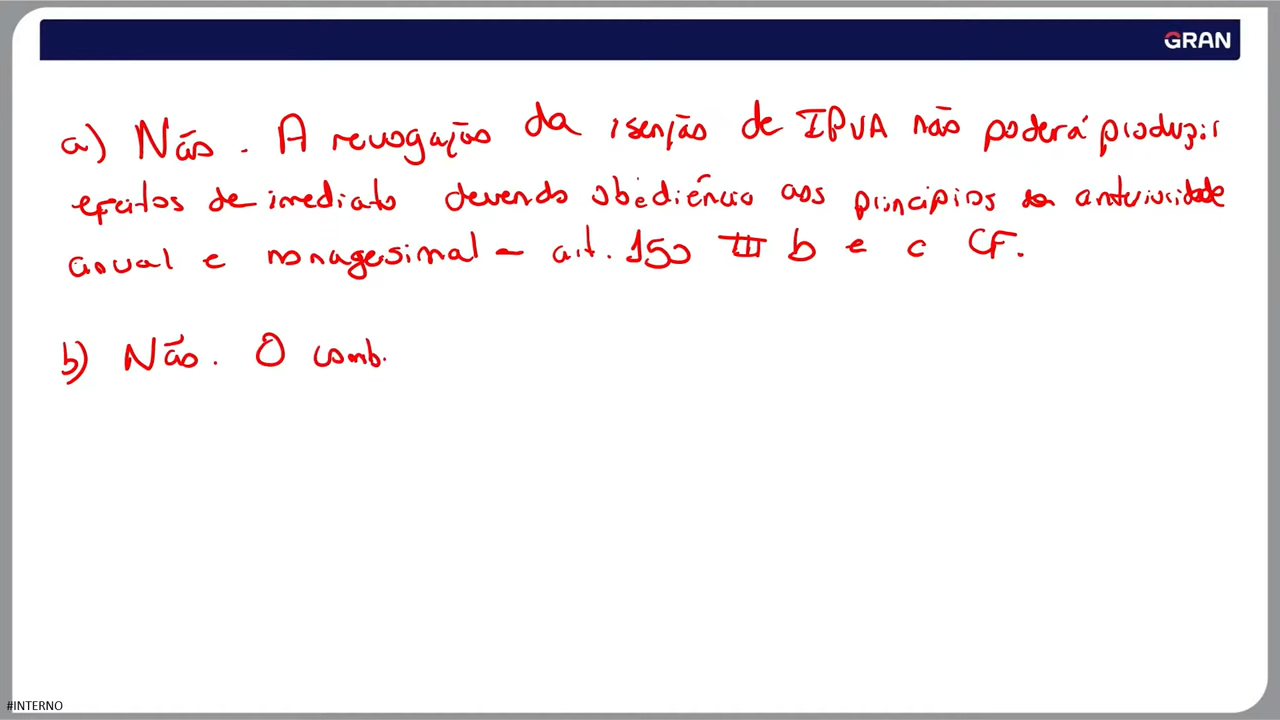 GRAN
a) Não. A revogação da isenção de IPVA não poderá produzir
efeitos de imediato devendo obediência aos princípios da anterioridade
anual e nonagesimal - art. 150 III b e c CF.
b) Não. O comb.
#INTERNO